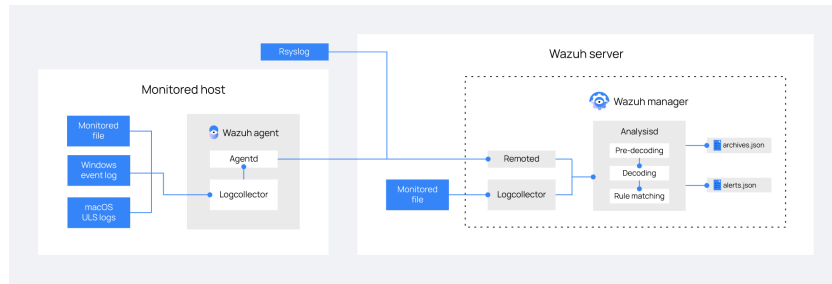 Rsyslog
Monitored host
Monitored
file
Windows
event log
macOS
ULS logs
Wazuh agent
Agentd
Logcollector
Wazuh server
Wazuh manager
Remoted
Monitored
file
Logcollector
Analysisd
Pre-decoding
Decoding
Rule matching
archives.json
alerts.json